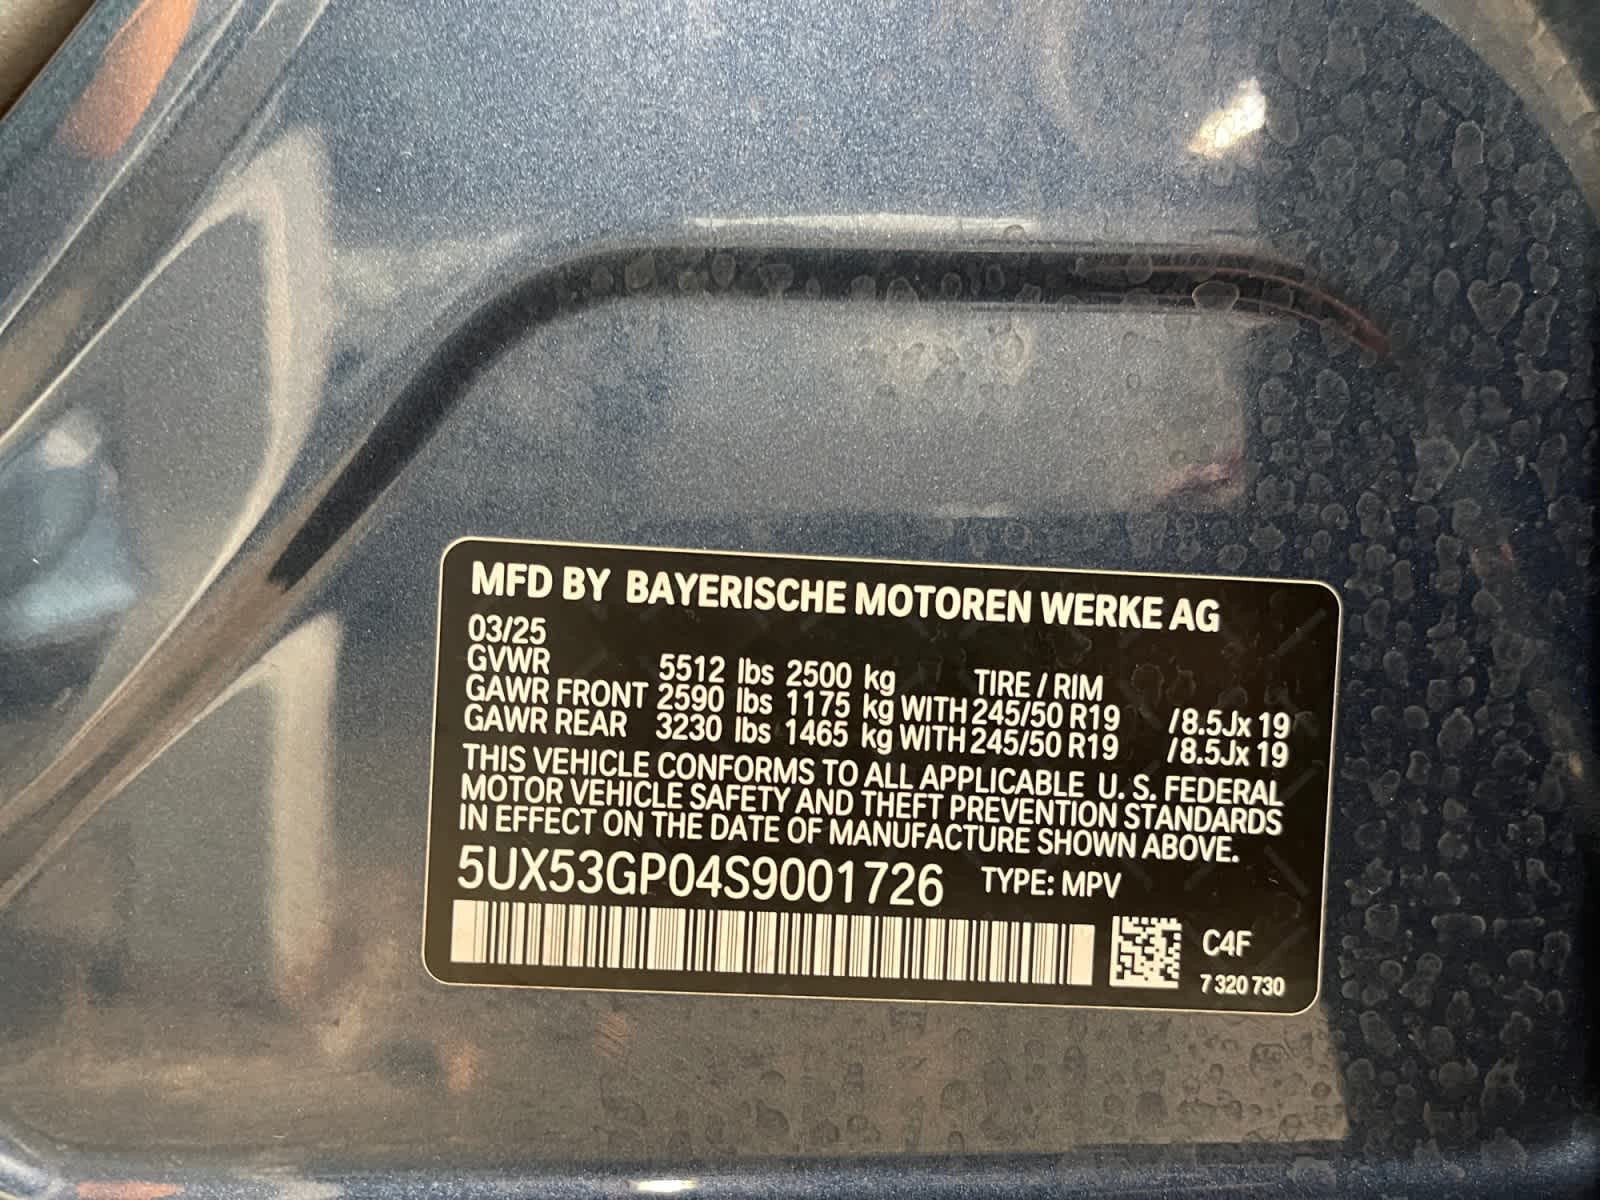 MFD BY BAYERISCHE MOTOREN WERKE AG
03/25
GVWR 5512 lbs 2500 kg TIRE / RIM
GAWR FRONT 2590 lbs 1175 kg WITH 245/50 R19 /8.5Jx 19
GAWR REAR 3230 lbs 1465 kg WITH 245/50 R19 /8.5Jx 19
THIS VEHICLE CONFORMS TO ALL APPLICABLE U. S. FEDERAL
MOTOR VEHICLE SAFETY AND THEFT PREVENTION STANDARDS
IN EFFECT ON THE DATE OF MANUFACTURE SHOWN ABOVE.
5UX53GP04S9001726 TYPE: MPV
C4F
7 320 730